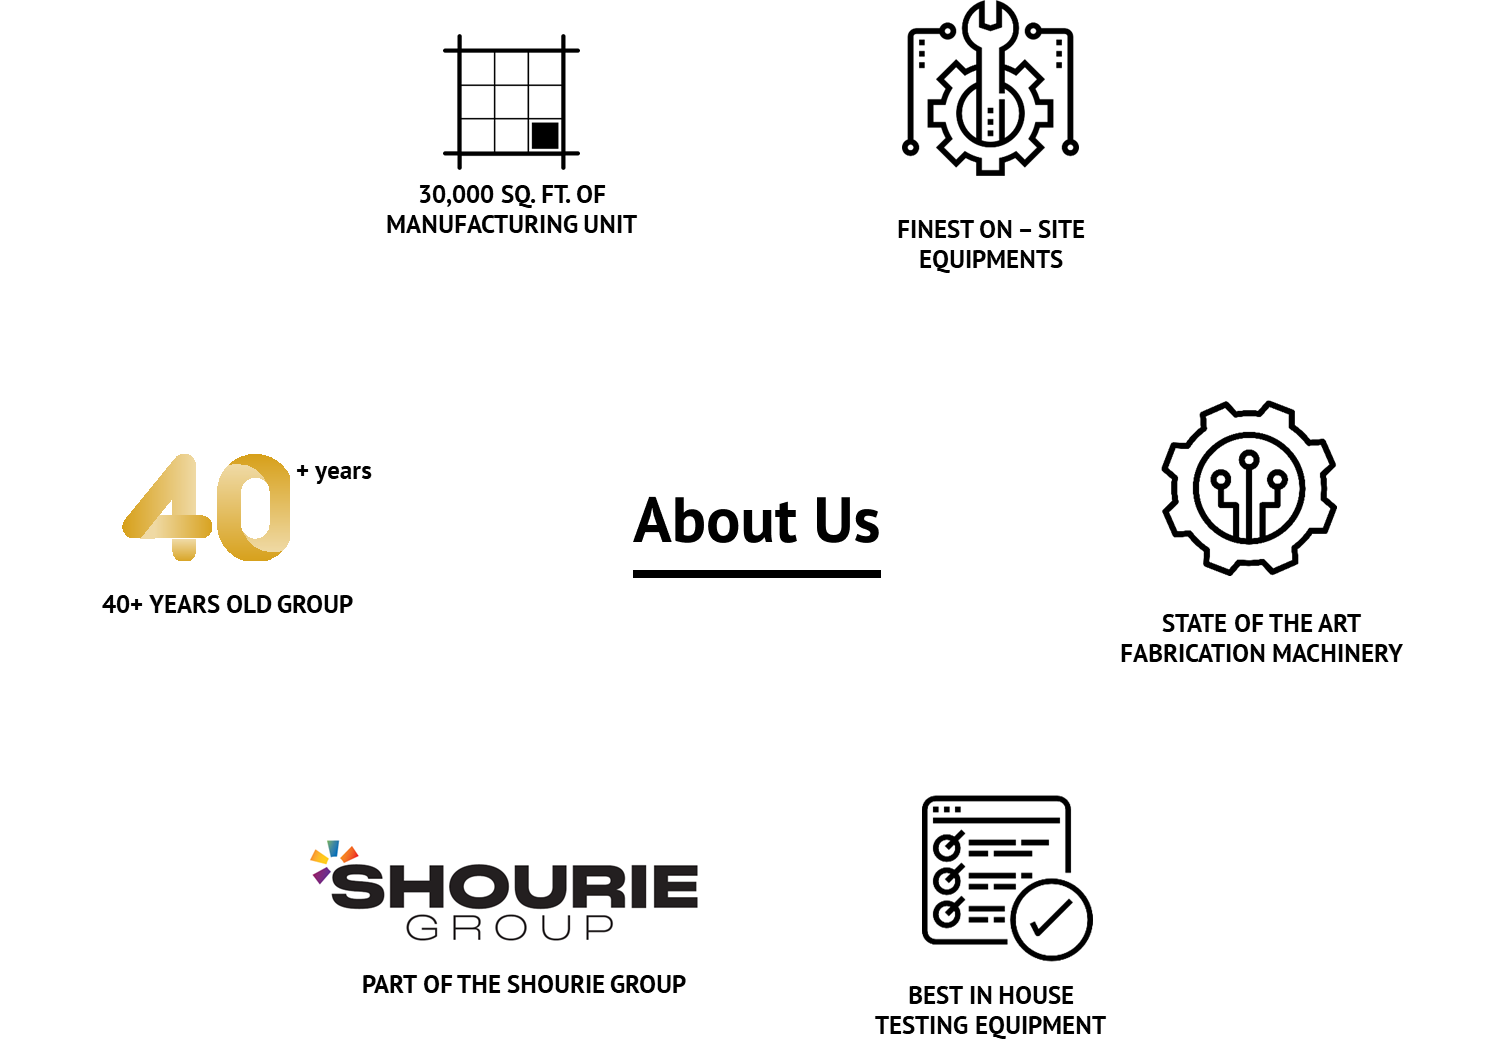 30,000 SQ. FT. OF
MANUFACTURING UNIT
FINEST ON – SITE
EQUIPMENTS
40+ years
40+ YEARS OLD GROUP
About Us
STATE OF THE ART
FABRICATION MACHINERY
SHOURIE
GROUP
PART OF THE SHOURIE GROUP
BEST IN HOUSE
TESTING EQUIPMENT